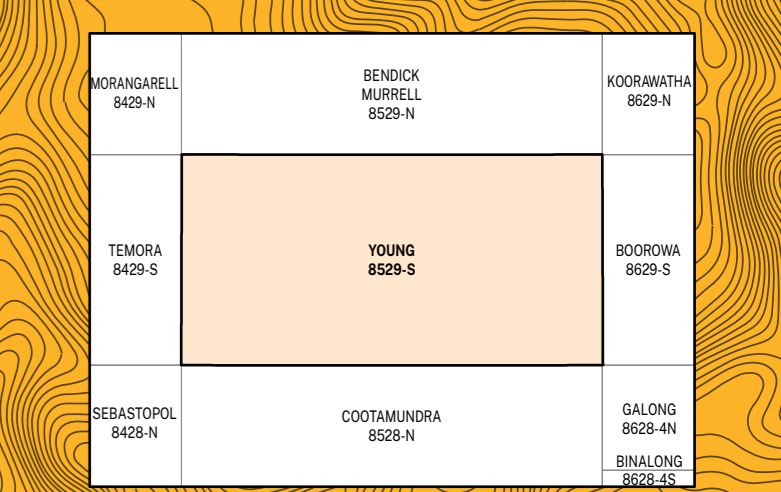 MORANGARELL
8429-N
BENDICK
MURRELL
8529-N
KOORAWATHA
8629-N
TEMORA
8429-S
YOUNG
8529-S
BOOROWA
8629-S
SEBASTOPOL
8428-N
COOTAMUNDRA
8528-N
GALONG
8628-4N
BINALONG
8628-4S